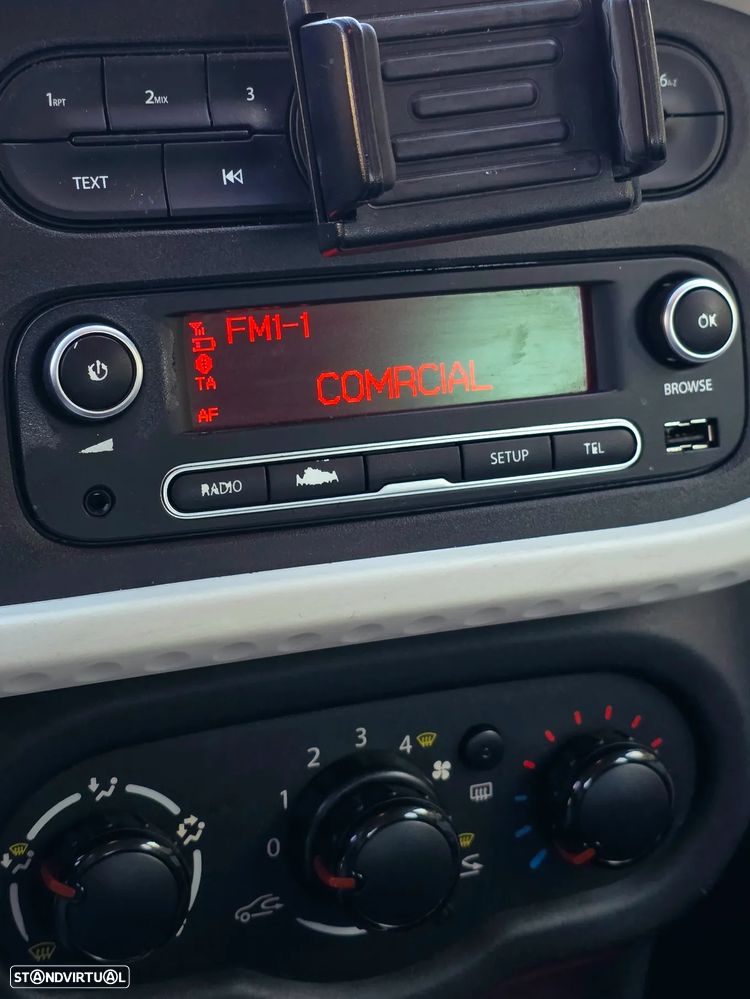 1RPT 2MIX 3 6A-Z
TEXT
FM1-1
OK
TA
COMRCIAL
AF
BROWSE
RADIO SETUP TEL
0 1 2 3 4
STANDVIRTUAL